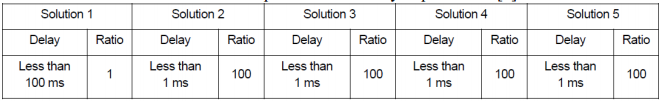 Solution 1 Solution 2 Solution 3 Solution 4 Solution 5
Delay Ratio Delay Ratio Delay Ratio Delay Ratio Delay Ratio
Less than 100 ms 1 Less than 1 ms 100 Less than 1 ms 100 Less than 1 ms 100 Less than 1 ms 100